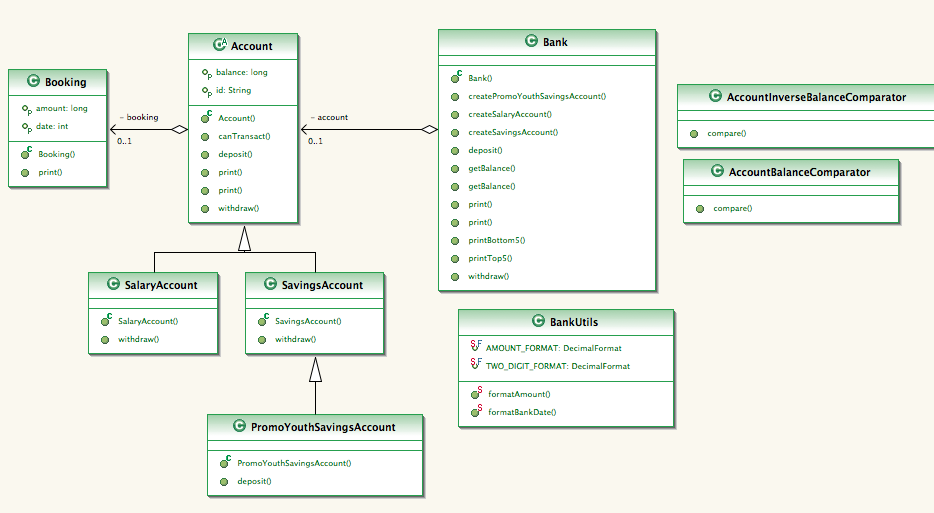 Booking
amount: long
date: int
Booking()
print()
- booking
0..1
Account
balance: long
id: String
Account()
canTransact()
deposit()
print()
print()
withdraw()
- account
0..1
Bank
Bank()
createPromoYouthSavingsAccount()
createSalaryAccount()
createSavingsAccount()
deposit()
getBalance()
getBalance()
print()
print()
printBottom5()
printTop5()
withdraw()
AccountInverseBalanceComparator
compare()
AccountBalanceComparator
compare()
SalaryAccount
SalaryAccount()
withdraw()
SavingsAccount
SavingsAccount()
withdraw()
BankUtils
AMOUNT_FORMAT: DecimalFormat
TWO_DIGIT_FORMAT: DecimalFormat
formatAmount()
formatBankDate()
PromoYouthSavingsAccount
PromoYouthSavingsAccount()
deposit()